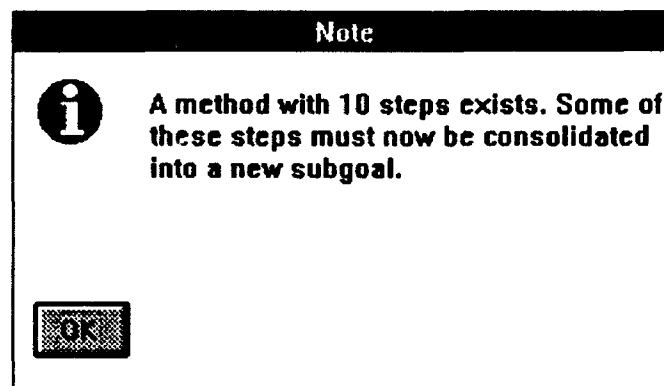 Note
A method with 10 steps exists. Some of
these steps must now be consolidated
into a new subgoal.
OK